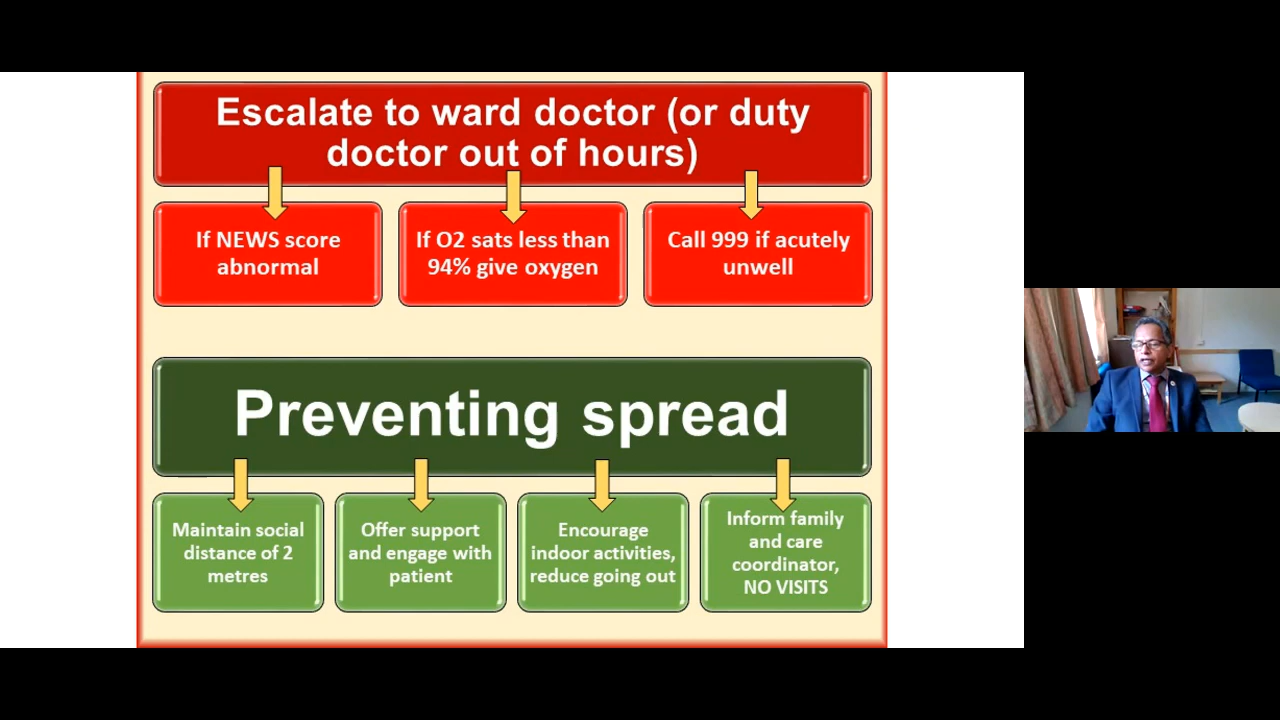 Escalate to ward doctor (or duty
doctor out of hours)
If NEWS score
abnormal
If O2 sats less than
94% give oxygen
Call 999 if acutely
unwell
Preventing spread
Maintain social
distance of 2
metres
Offer support
and engage with
patient
Encourage
indoor activities,
reduce going out
Inform family
and care
coordinator,
NO VISITS